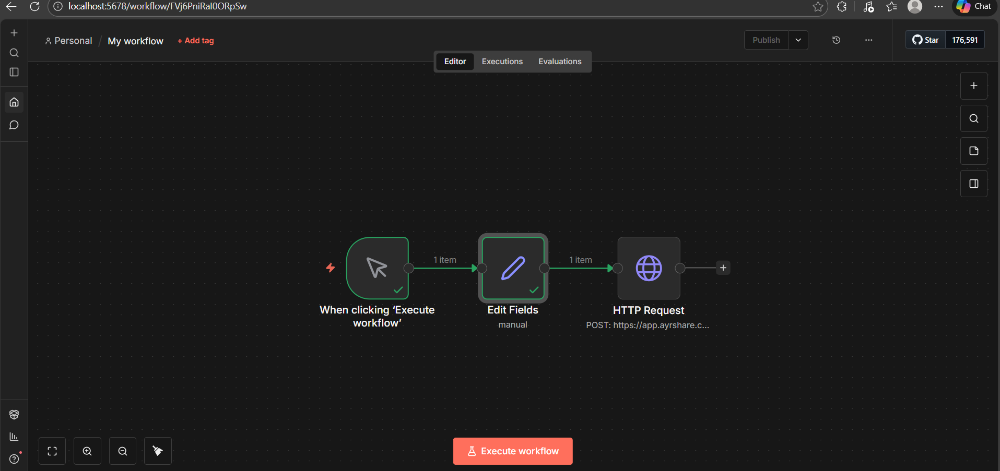 localhost:5678/workflow/FVj6PniRaI0ORpSw
Chat
Personal / My workflow + Add tag
Publish
Star 176,591
Editor Executions Evaluations
1 item
1 item
When clicking ‘Execute
workflow’
Edit Fields
manual
HTTP Request
POST: https://app.ayrshare.c...
Execute workflow